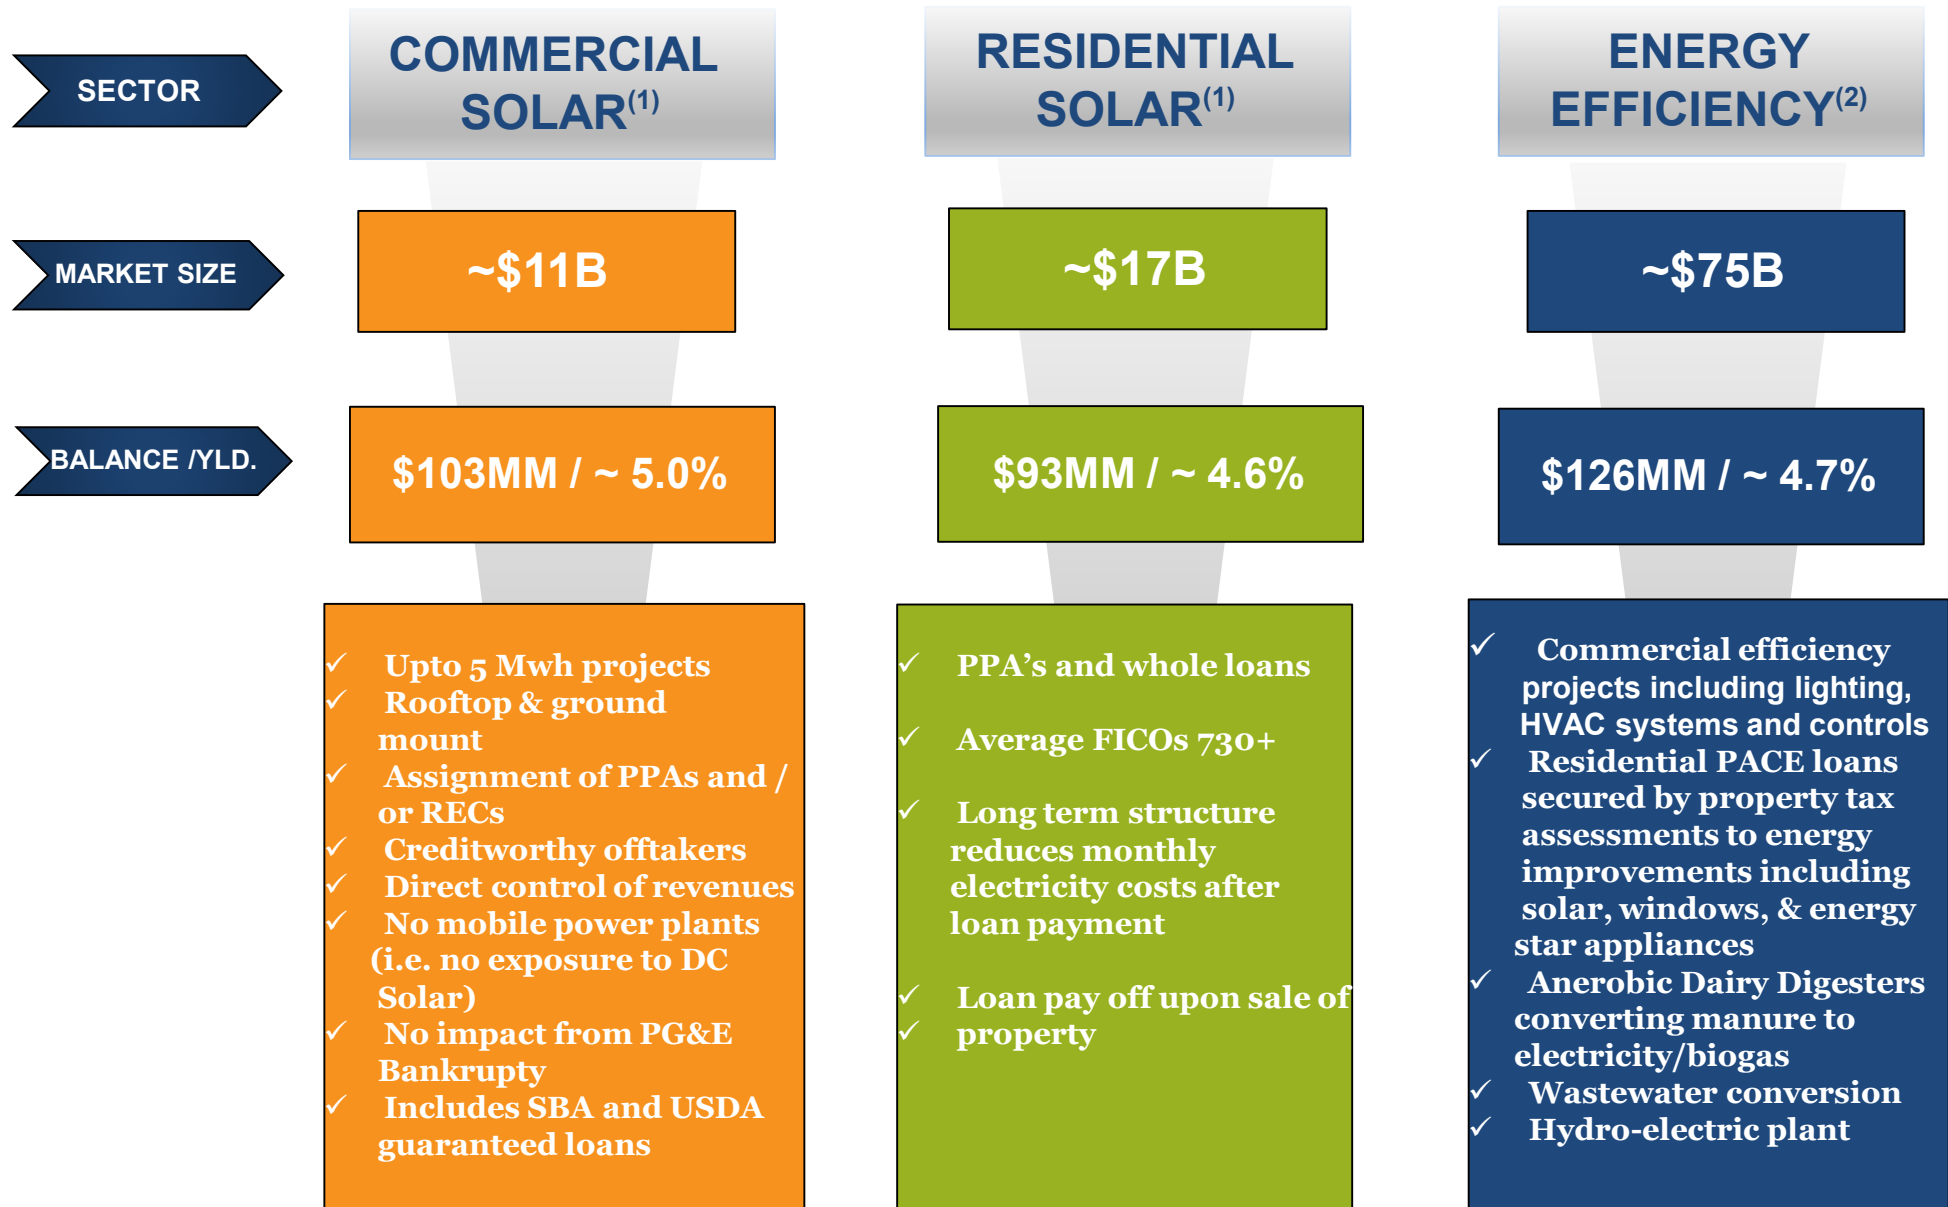 SECTOR
COMMERCIAL
SOLAR(1)
RESIDENTIAL
SOLAR(1)
ENERGY
EFFICIENCY(2)
MARKET SIZE
~$11B
~$17B
~$75B
BALANCE /YLD.
$103MM / ~ 5.0%
$93MM / ~ 4.6%
$126MM / ~ 4.7%
✓ Upto 5 Mwh projects
✓ Rooftop & ground
mount
✓ Assignment of PPAs and /
or RECs
✓ Creditworthy offtakers
✓ Direct control of revenues
✓ No mobile power plants
(i.e. no exposure to DC
Solar)
✓ No impact from PG&E
Bankrupty
✓ Includes SBA and USDA
guaranteed loans
✓ PPA’s and whole loans
✓ Average FICOs 730+
✓ Long term structure
reduces monthly
electricity costs after
loan payment
✓ Loan pay off upon sale of
✓ property
✓ Commercial efficiency
projects including lighting,
HVAC systems and controls
✓ Residential PACE loans
secured by property tax
assessments to energy
improvements including
solar, windows, & energy
star appliances
✓ Anerobic Dairy Digesters
converting manure to
electricity/biogas
✓ Wastewater conversion
✓ Hydro-electric plant